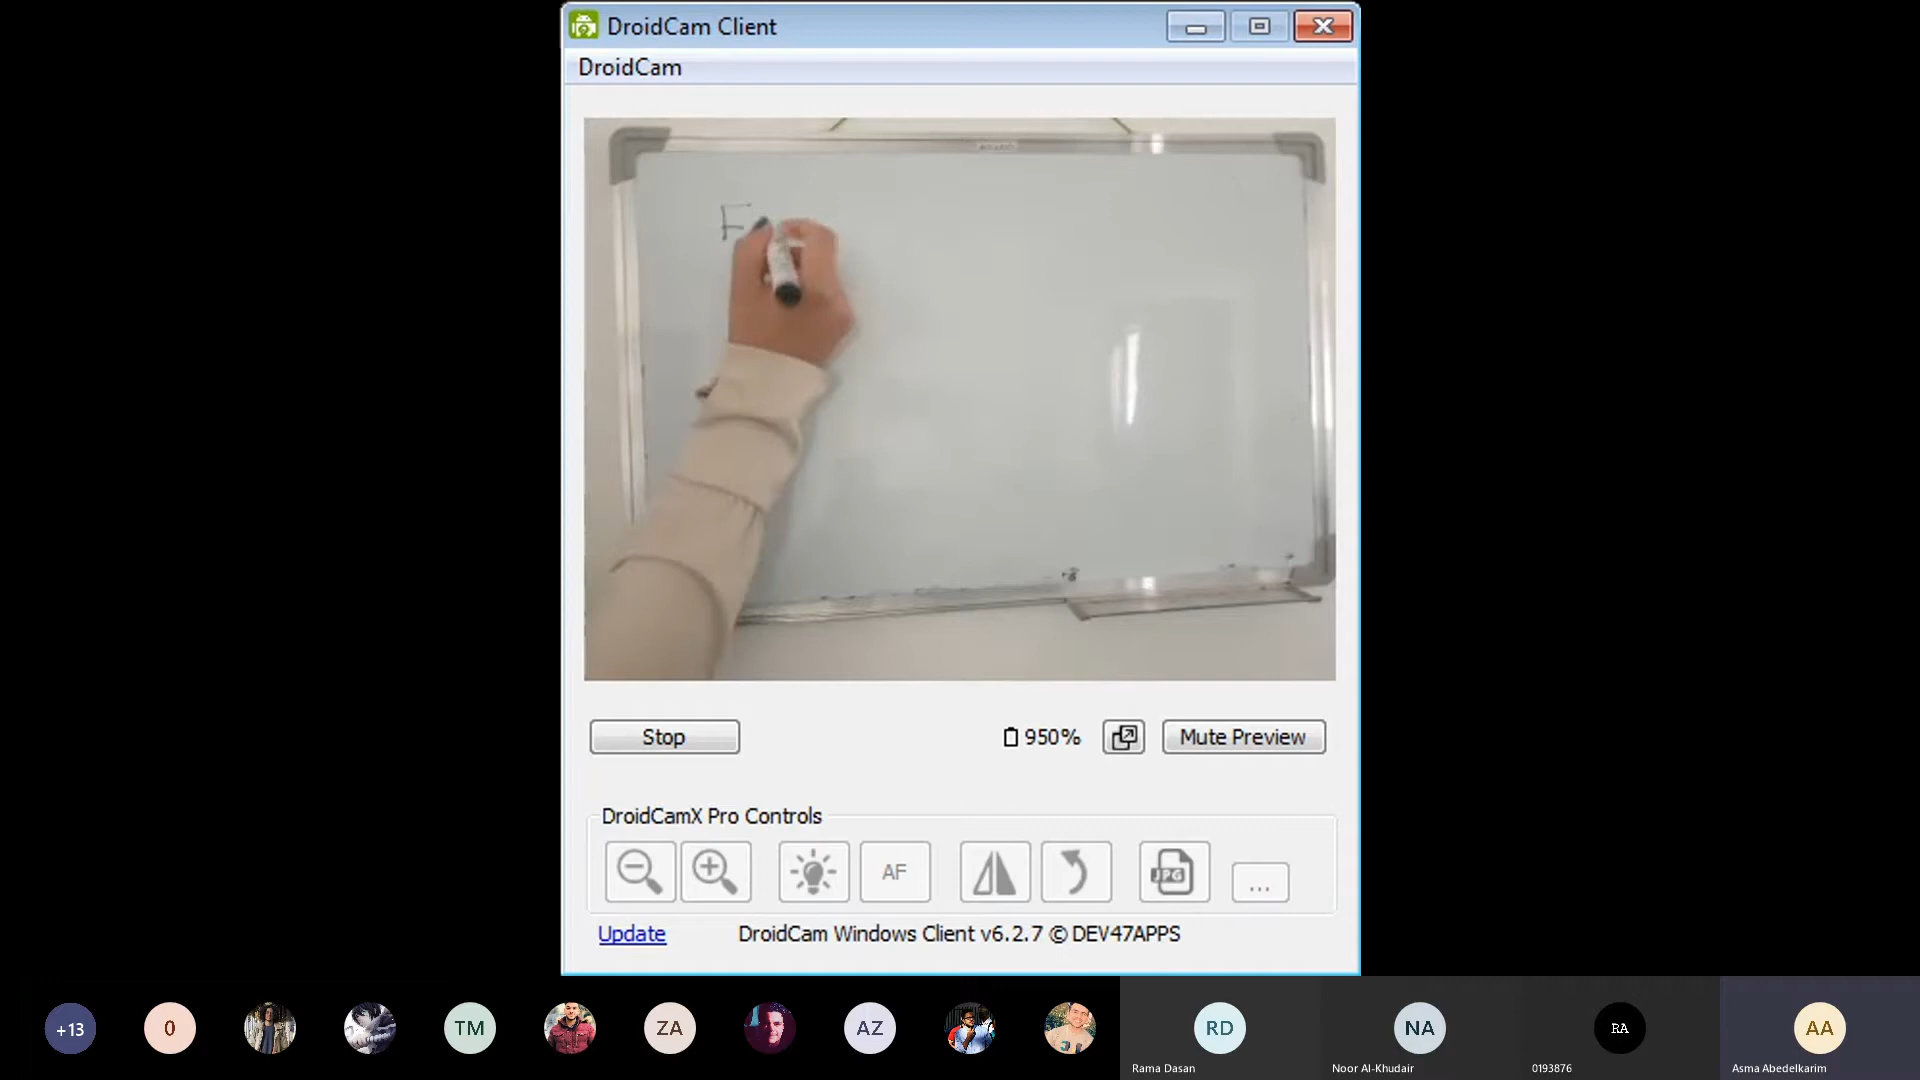 DroidCam Client
DroidCam
F
Stop
950%
Mute Preview
DroidCamX Pro Controls
AF
JPG
...
Update
DroidCam Windows Client v6.2.7 © DEV47APPS
+13
0
TM
ZA
AZ
RD
NA
RA
AA
Rama Dasan
Noor Al-Khudair
0193876
Asma Abedelkarim